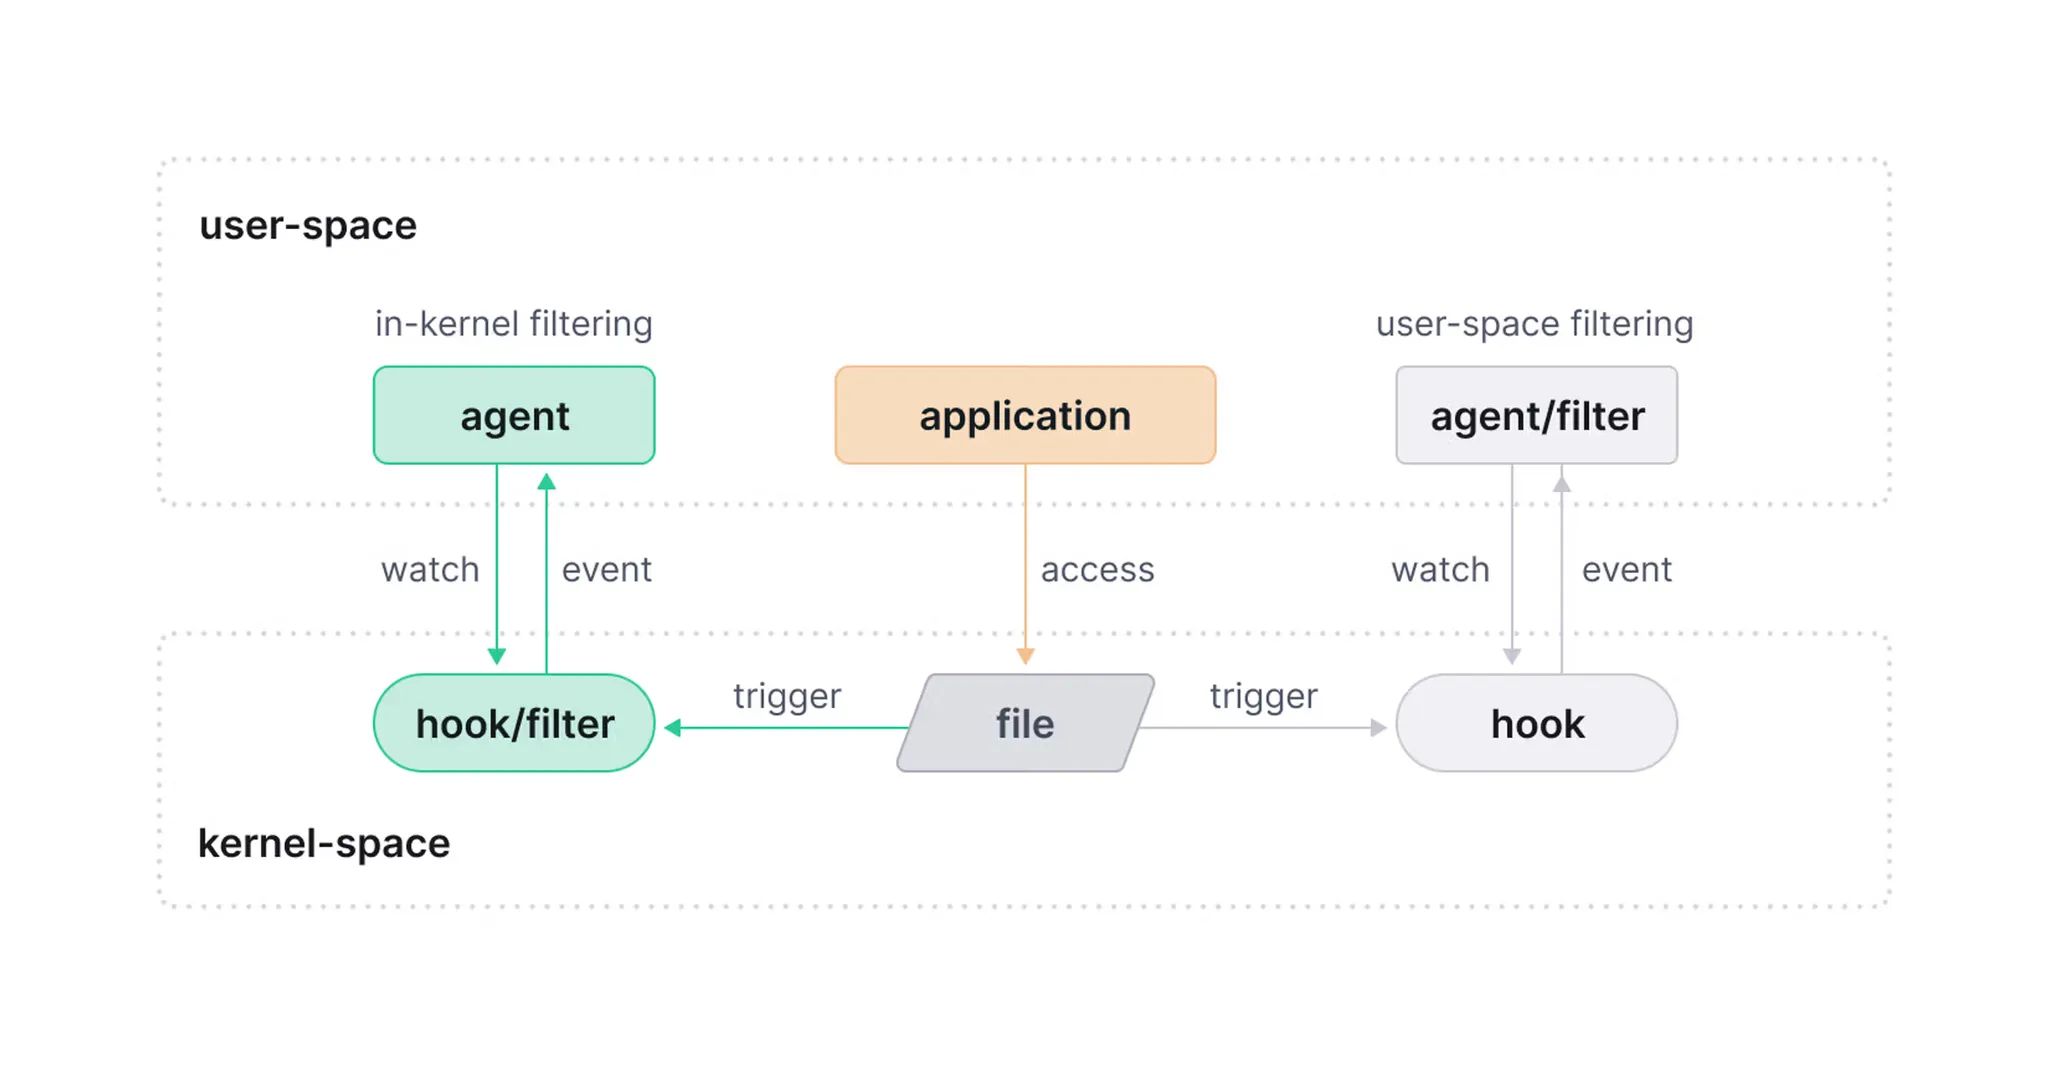 user-space
in-kernel filtering
user-space filtering
agent
application
agent/filter
watch
event
access
watch
event
hook/filter
trigger
file
trigger
hook
kernel-space